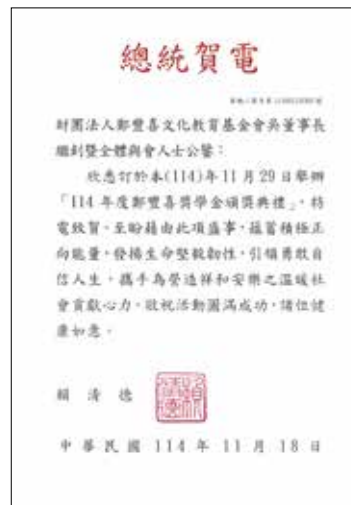 總統賀電
財團法人鄭豐喜文化教育基金會吳董事長
繼釗暨全體與會人士公鑒：
欣悉訂於本(114)年11月29日舉辦
「114年度鄭豐喜獎學金頒獎典禮」，特
電致賀。至盼藉由此項盛事，蘊蓄積極正
向能量，發揚生命堅毅韌性，引領勇敢自
信人生，攜手為營造祥和安樂之溫暖社
會貢獻心力。敬祝活動圓滿成功，諸位健
康如意。
賴清德
中華民國114年11月18日